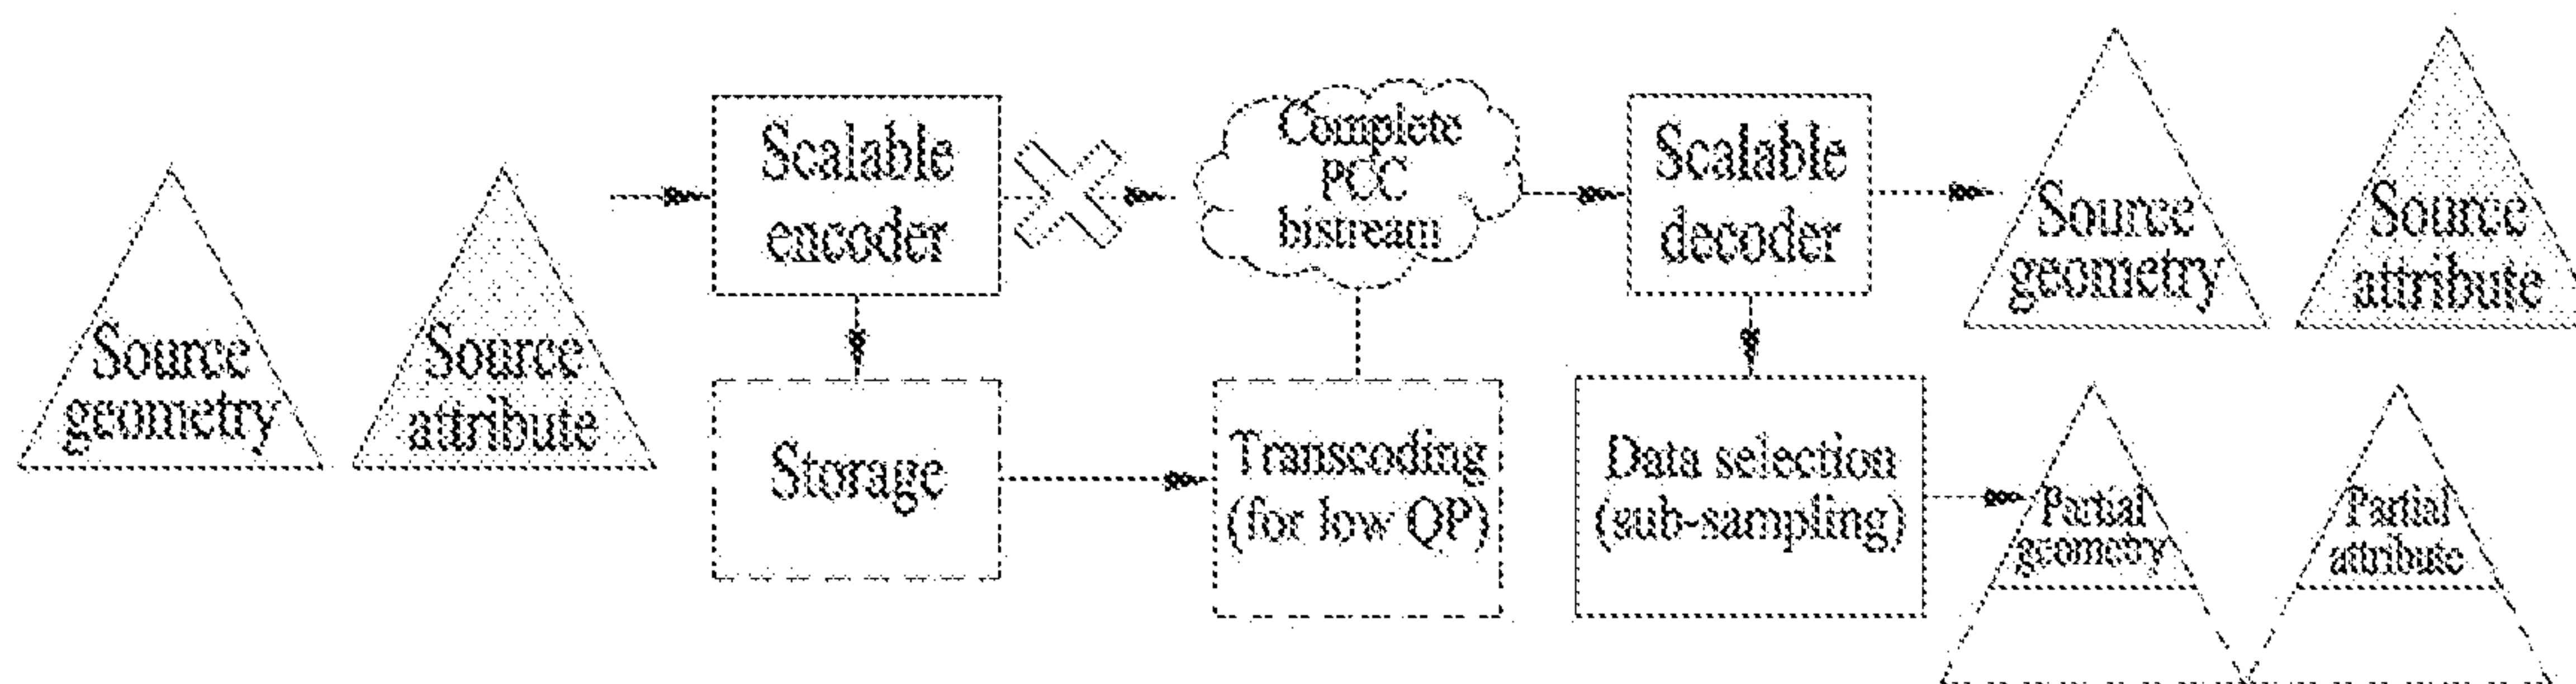 Source
geometry
Source
attribute
Scalable
encoder
Storage
Complete
PCC
bistream
Transcoding
(for low QP)
Scalable
decoder
Data selection
(sub-sampling)
Source
geometry
Source
attribute
Partial
geometry
Partial
attribute